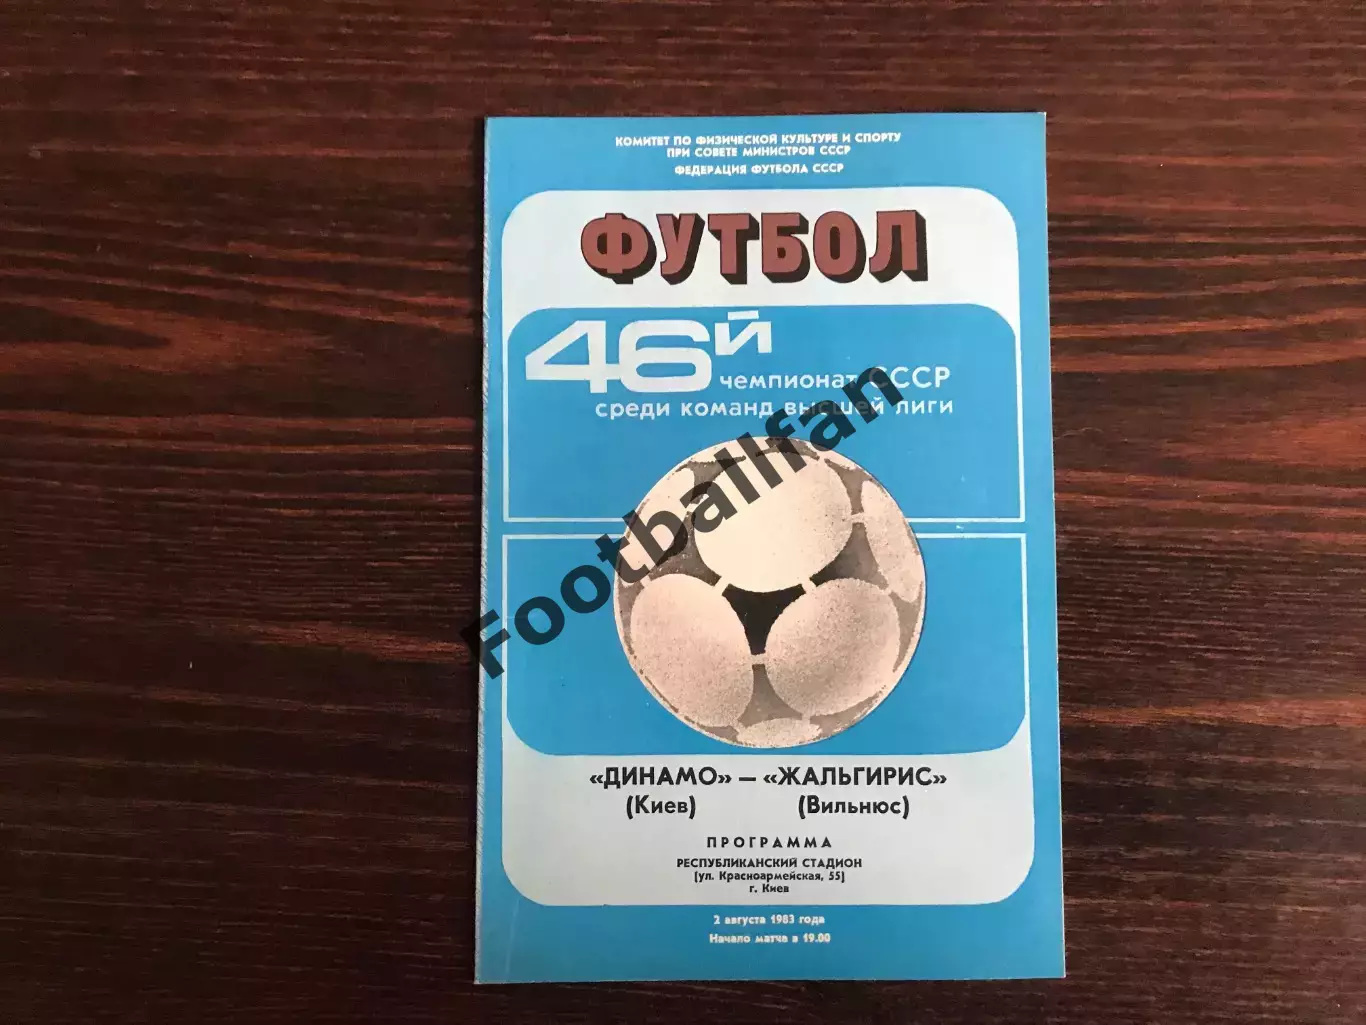 КОМИТЕТ ПО ФИЗИЧЕСКОЙ КУЛЬТУРЕ И СПОРТУ
ПРИ СОВЕТЕ МИНИСТРОВ СССР
ФЕДЕРАЦИЯ ФУТБОЛА СССР
ФУТБОЛ
46й
чемпионат СССР
среди команд высшей лиги
Footballfan
«ДИНАМО» — «ЖАЛЬГИРИС»
(Киев) (Вильнюс)
ПРОГРАММА
РЕСПУБЛИКАНСКИЙ СТАДИОН
[ул. Красноармейская, 55]
г. Киев
2 августа 1983 года
Начало матча в 19.00